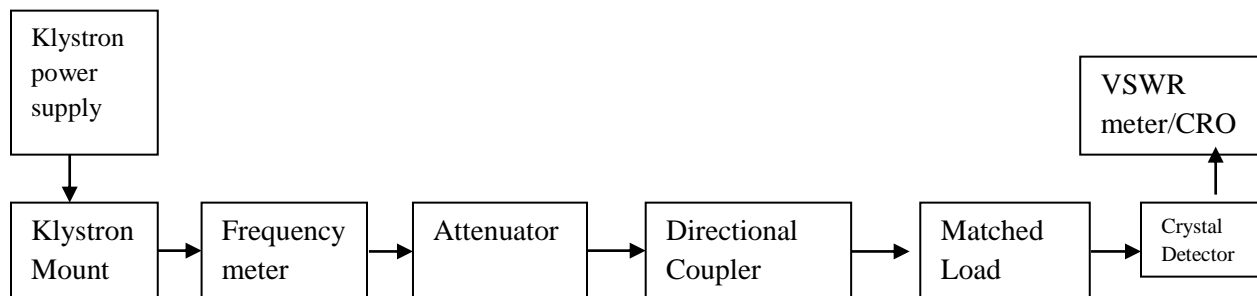 Klystron
power
supply
VSWR
meter/CRO
Klystron
Mount
Frequency
meter
Attenuator
Directional
Coupler
Matched
Load
Crystal
Detector